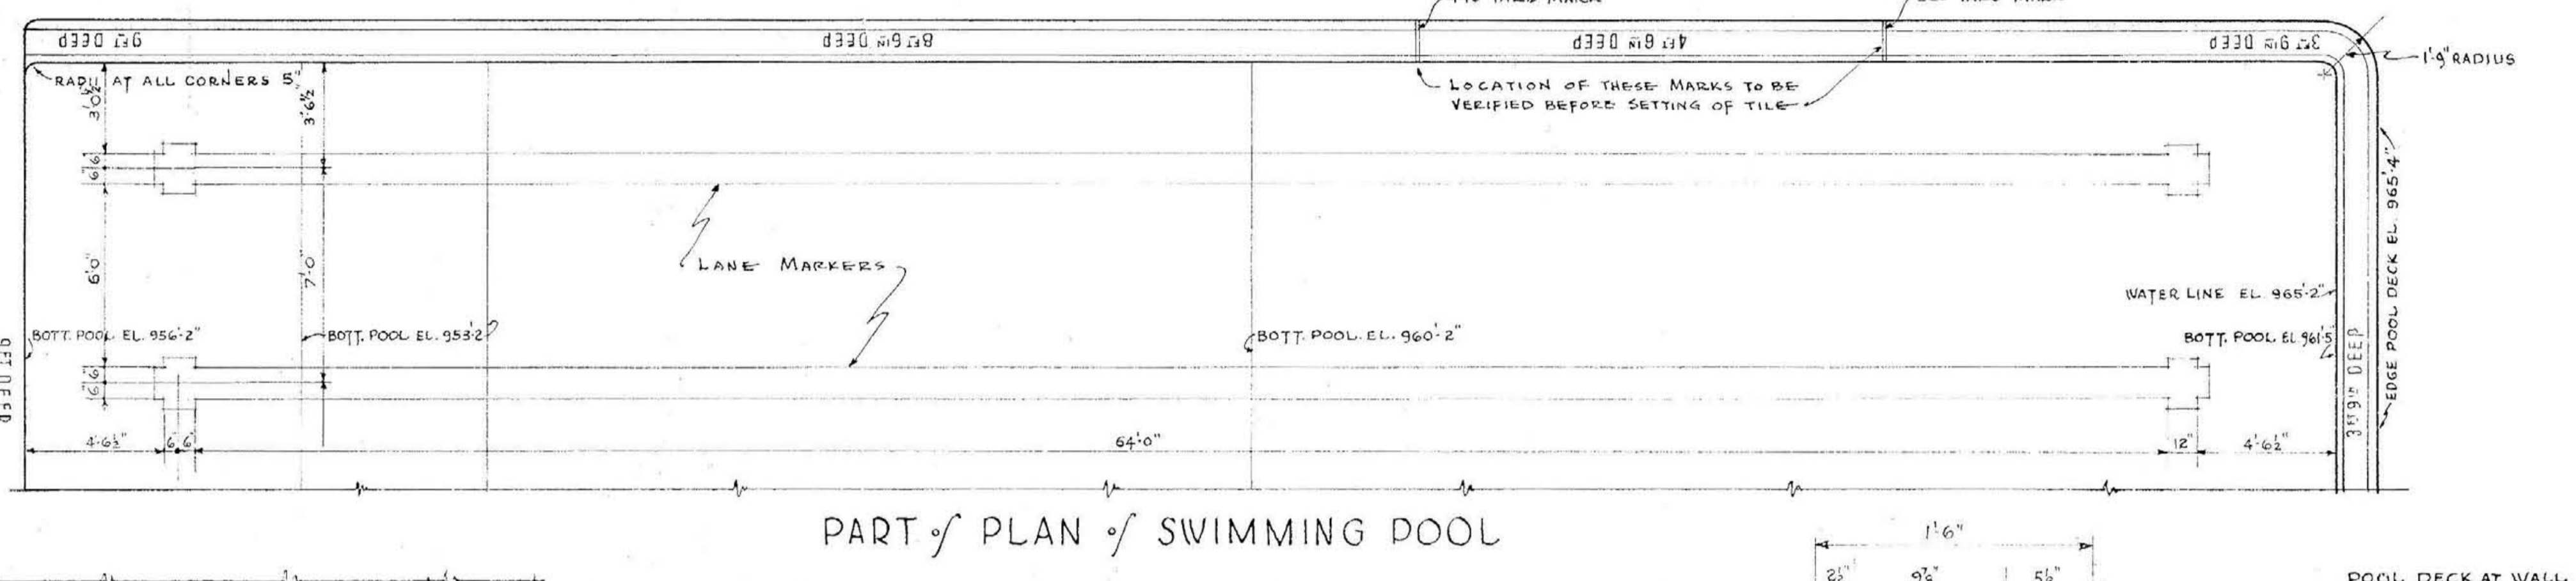 9FT DEEP
8FT 6IN DEEP
4FT 6IN DEEP
3FT 9IN DEEP
1'-9" RADIUS
RADII AT ALL CORNERS 5"
LOCATION OF THESE MARKS TO BE
VERIFIED BEFORE SETTING OF TILE
3'-0½"
3'-6½"
6" 6"
6'-0"
7'-0"
LANE MARKERS
EDGE POOL DECK EL. 965'-4"
WATER LINE EL. 965'-2"
BOTT. POOL EL. 956'-2"
BOTT. POOL EL. 953'-2"
BOTT. POOL. EL. 960'-2"
BOTT. POOL. EL 961'-5"
9FT DEEP
3FT 9IN DEEP
6" 6"
4'-6½"
6" 6"
64'-0"
12"
4'-6½"
PART of PLAN of SWIMMING POOL
1'-6"
2½"
9⅞"
5½"
POOL DECK AT WALL